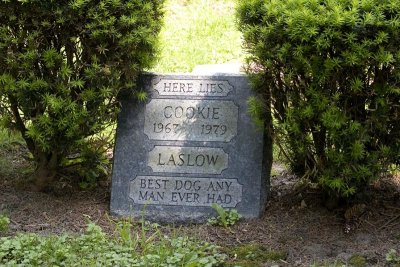 HERE LIES
COOKIE
1967 1979
LASLOW
BEST DOG ANY
MAN EVER HAD